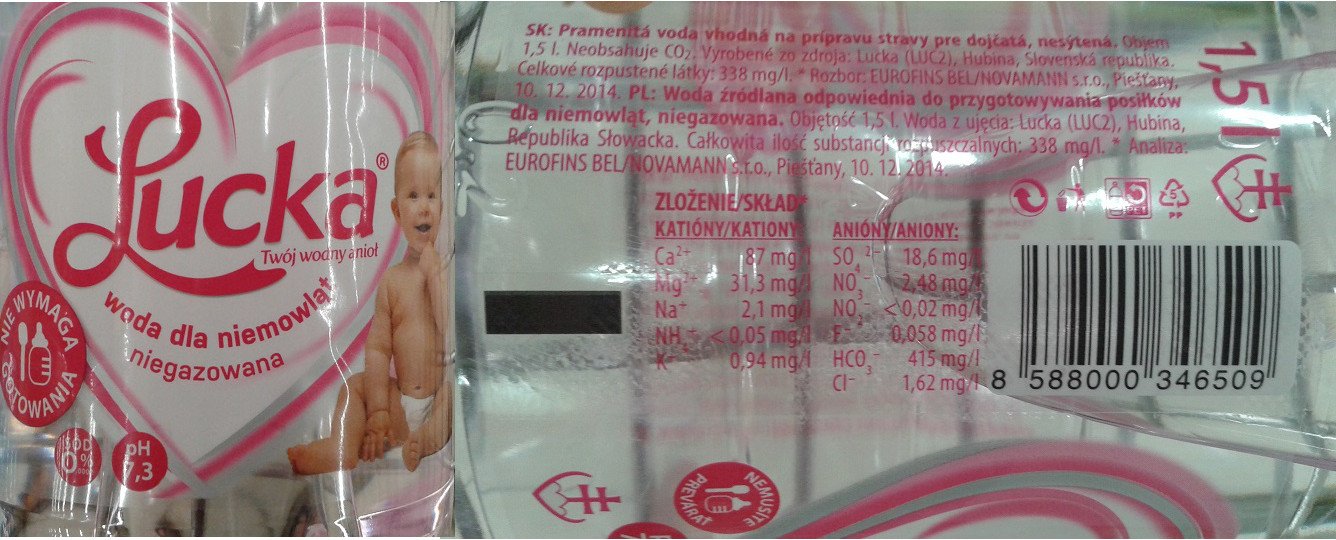 Lucka®
Twój wodny anioł
woda dla niemowląt
niegazowana
NIE WYMAGA
GOTOWANIA
SÓD
0%
pH
7,3
SK: Pramenitá voda vhodná na prípravu stravy pre dojčatá, nesýtená. Objem
1,5 l. Neobsahuje CO₂. Vyrobené zo zdroja: Lucka (LUC2), Hubina, Slovenská republika.
Celkové rozpustené látky: 338 mg/l. * Rozbor: EUROFINS BEL/NOVAMANN s.r.o., Piešťany,
10. 12. 2014. PL: Woda źródlana odpowiednia do przygotowywania posiłków
dla niemowląt, niegazowana. Objętość 1,5 l. Woda z ujęcia: Lucka (LUC2), Hubina,
Republika Słowacka. Całkowita ilość substancji rozpuszczalnych: 338 mg/l. * Analiza:
EUROFINS BEL/NOVAMANN s.r.o., Piešťany, 10. 12. 2014.
1,5 l
ZLOŽENIE/SKŁAD*
KATIÓNY/KATIONY
Ca²⁺ 87 mg/l
Mg²⁺ 31,3 mg/l
Na⁺ 2,1 mg/l
NH₄⁺ < 0,05 mg/l
K⁺ 0,94 mg/l
ANIÓNY/ANIONY:
SO₄²⁻ 18,6 mg/l
NO₃⁻ 2,48 mg/l
NO₂⁻ < 0,02 mg/l
F⁻ 0,058 mg/l
HCO₃⁻ 415 mg/l
Cl⁻ 1,62 mg/l
PET
PP
8 588000 346509
NEMUSÍTE
PREVÁRAŤ